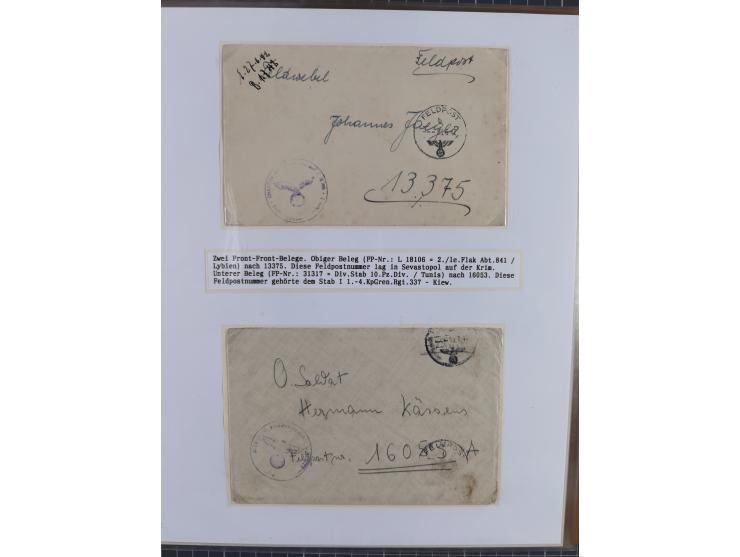 Feldpost
Feldwebel
FELDPOST
Johannes
13375
Zwei Front-Front-Belege. Obiger Beleg (FP-Nr.: L 18106 = 2./le.Flak Abt.841 /
Lybien) nach 13375. Diese Feldpostnummer lag in Sevastopol auf der Krim.
Unterer Beleg (FP-Nr.: 31317 = Div.Stab 10.Pz.Div. / Tunis) nach 16053. Diese
Feldpostnummer gehörte dem Stab I 1.-4.KpGren.Rgt.337 - Kiew.
O. Soldat
Hermann Kässens
Feldpostnr. 16053 A
FELDPOST